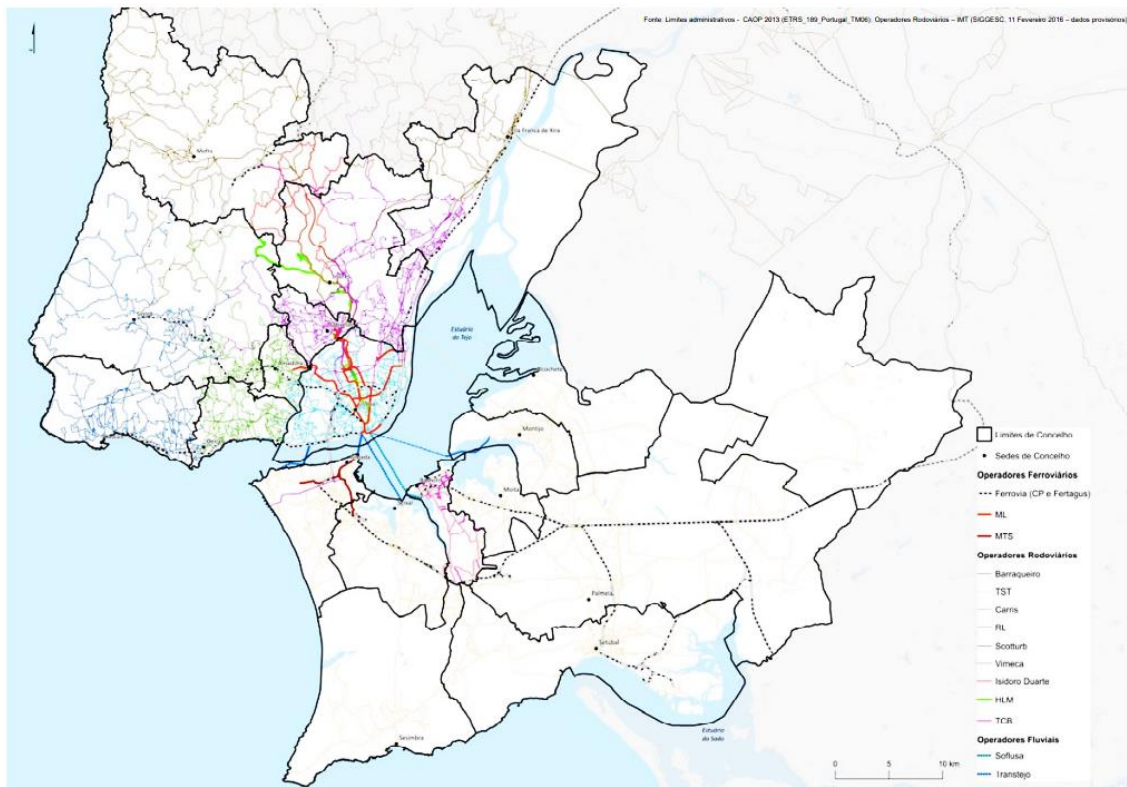 Fonte: Limites administrativos - CAOP 2013 (ETRS_189_Portugal_TM06); Operadores Rodoviários – IMT (SIGGESC, 11 Fevereiro 2016 – dados provisórios)
Vila Franca de Xira
Mafra
Estuário
do Tejo
Alcochete
Montijo
Moita
Seixal
Palmela
Setúbal
Sesimbra
Estuário
do Sado
Limites de Concelho
Sedes de Concelho
Operadores Ferroviários
Ferrovia (CP e Fertagus)
ML
MTS
Operadores Rodoviários
Barraqueiro
TST
Carris
RL
Scotturb
Vimeca
Isidoro Duarte
HLM
TCB
Operadores Fluviais
Soflusa
Transtejo
0 5 10 km